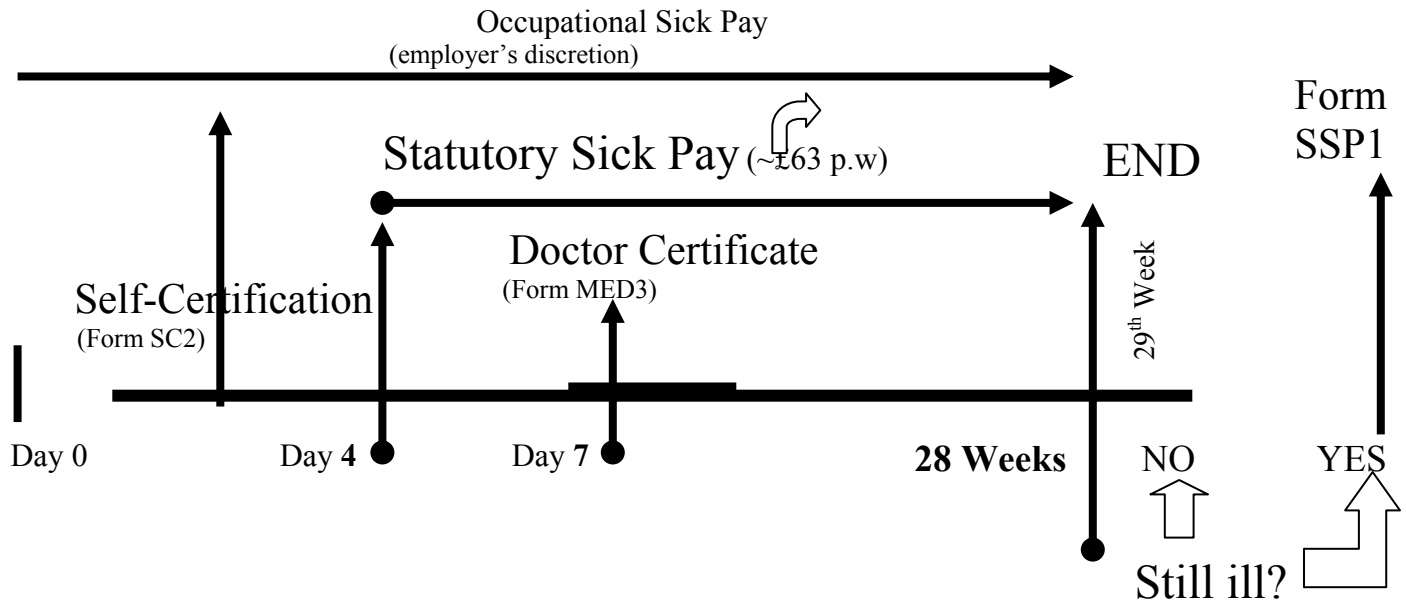 Occupational Sick Pay
(employer’s discretion)
Form
SSP1
Statutory Sick Pay (~£63 p.w)
END
Doctor Certificate
(Form MED3)
29th Week
Self-Certification
(Form SC2)
Day 0
Day 4
Day 7
28 Weeks
NO
YES
Still ill?